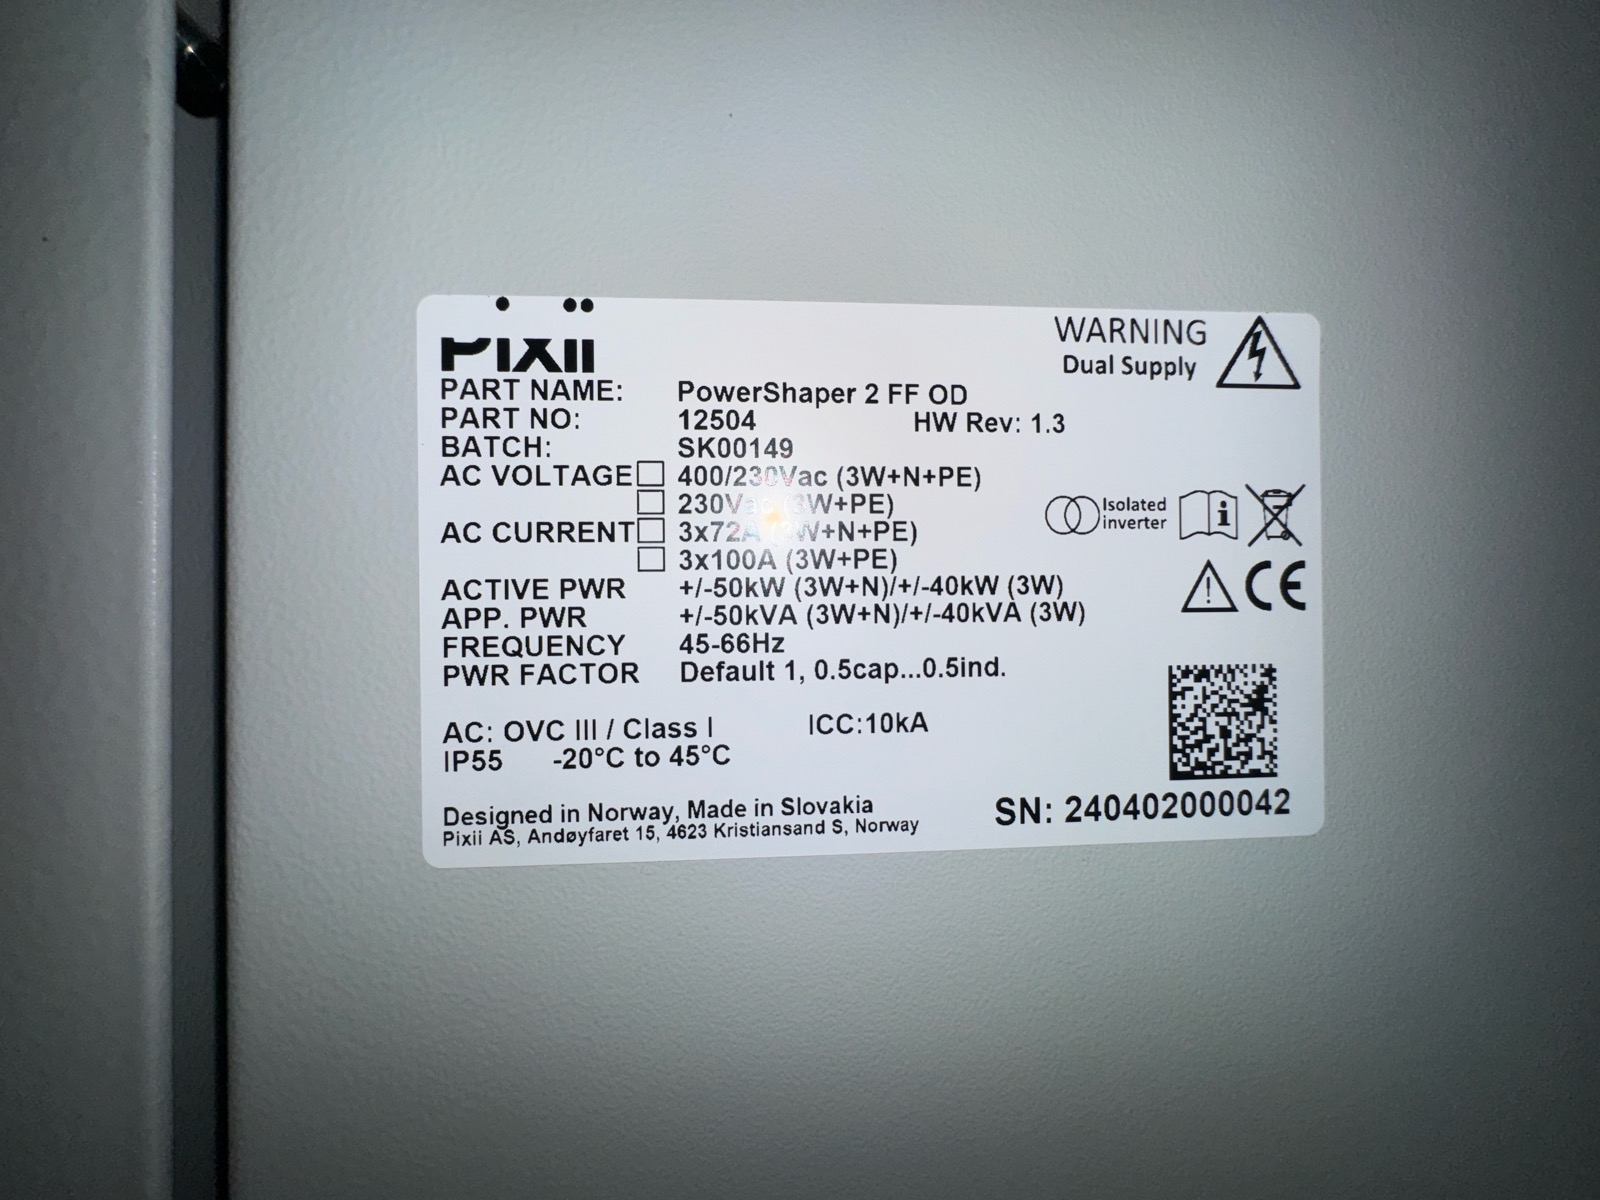 Pixii
WARNING
Dual Supply
PART NAME: PowerShaper 2 FF OD
PART NO: 12504 HW Rev: 1.3
BATCH: SK00149
AC VOLTAGE 400/230Vac (3W+N+PE)
230Vac (3W+PE)
AC CURRENT 3x72A (3W+N+PE)
3x100A (3W+PE)
Isolated
inverter
ACTIVE PWR +/-50kW (3W+N)/+/-40kW (3W)
APP. PWR +/-50kVA (3W+N)/+/-40kVA (3W)
CE
FREQUENCY 45-66Hz
PWR FACTOR Default 1, 0.5cap...0.5ind.
AC: OVC III / Class I ICC:10kA
IP55 -20°C to 45°C
Designed in Norway, Made in Slovakia
Pixii AS, Andøyfaret 15, 4623 Kristiansand S, Norway
SN: 240402000042